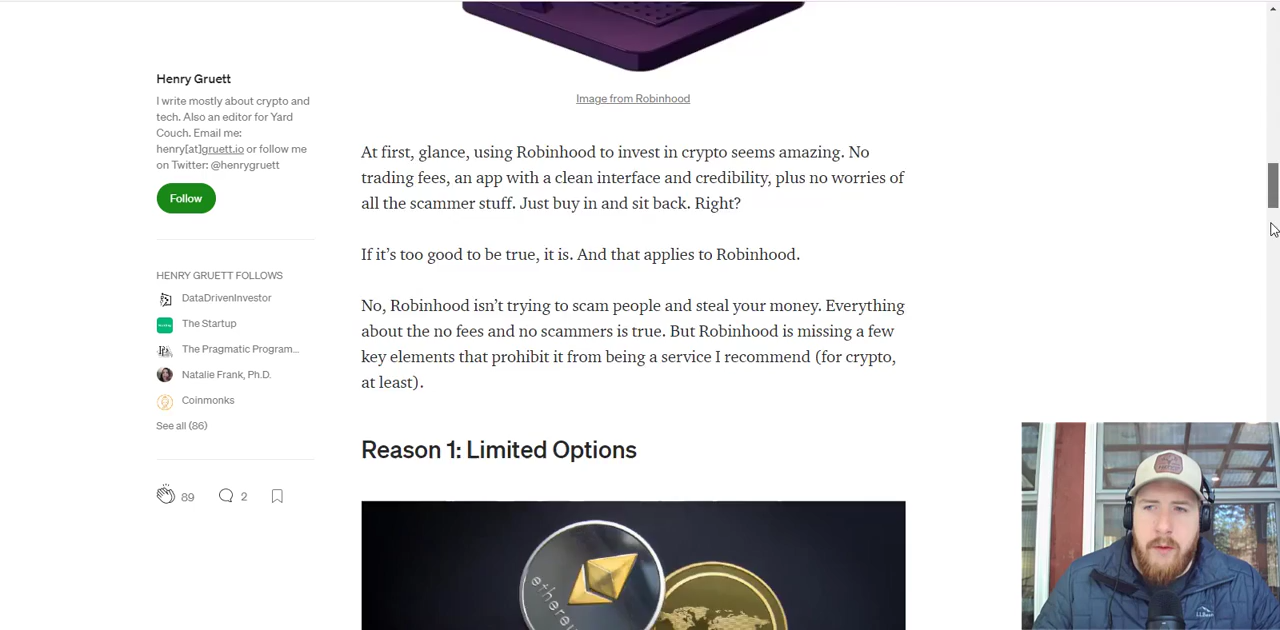 Henry Gruett
I write mostly about crypto and
tech. Also an editor for Yard
Couch. Email me:
henry[at]gruett.io or follow me
on Twitter: @henrygruett
Follow
HENRY GRUETT FOLLOWS
DataDrivenInvestor
The Startup
The Pragmatic Program...
Natalie Frank, Ph.D.
Coinmonks
See all (86)
89
2
Image from Robinhood
At first, glance, using Robinhood to invest in crypto seems amazing. No
trading fees, an app with a clean interface and credibility, plus no worries of
all the scammer stuff. Just buy in and sit back. Right?
If it’s too good to be true, it is. And that applies to Robinhood.
No, Robinhood isn’t trying to scam people and steal your money. Everything
about the no fees and no scammers is true. But Robinhood is missing a few
key elements that prohibit it from being a service I recommend (for crypto,
at least).
Reason 1: Limited Options